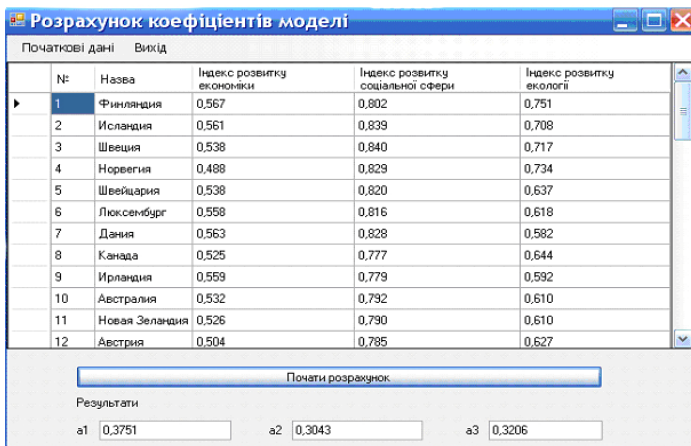 Розрахунок коефіцієнтів моделі
Початкові дані Вихід
№ Назва Індекс розвитку економіки Індекс розвитку соціальної сфери Індекс розвитку екології
1 Финляндия 0,567 0,802 0,751
2 Исландия 0,561 0,839 0,708
3 Швеция 0,538 0,840 0,717
4 Норвегия 0,488 0,829 0,734
5 Швейцария 0,538 0,820 0,637
6 Люксембург 0,558 0,816 0,618
7 Дания 0,563 0,828 0,582
8 Канада 0,525 0,777 0,644
9 Ирландия 0,559 0,779 0,592
10 Австралия 0,532 0,792 0,610
11 Новая Зеландия 0,526 0,790 0,610
12 Австрия 0,504 0,785 0,627
Почати розрахунок
Результати
a1 0,3751 a2 0,3043 a3 0,3206